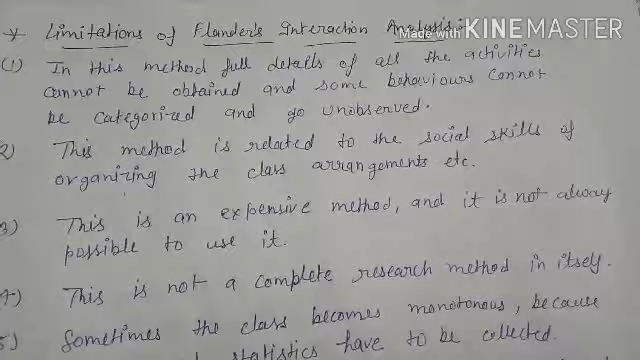 * Limitations of Flander's Interaction Analysis:
Made with KINEMASTER
(1) In this method full details of all the activities
cannot be obtained and some behaviours cannot
be categorized and go unobserved.
2) This method is related to the social skills of
organizing the class arrangements etc.
3) This is an expensive method, and it is not alway
possible to use it.
4) This is not a complete research method in itself.
5) Sometimes the class becomes monotonous, because
statistics have to be collected.